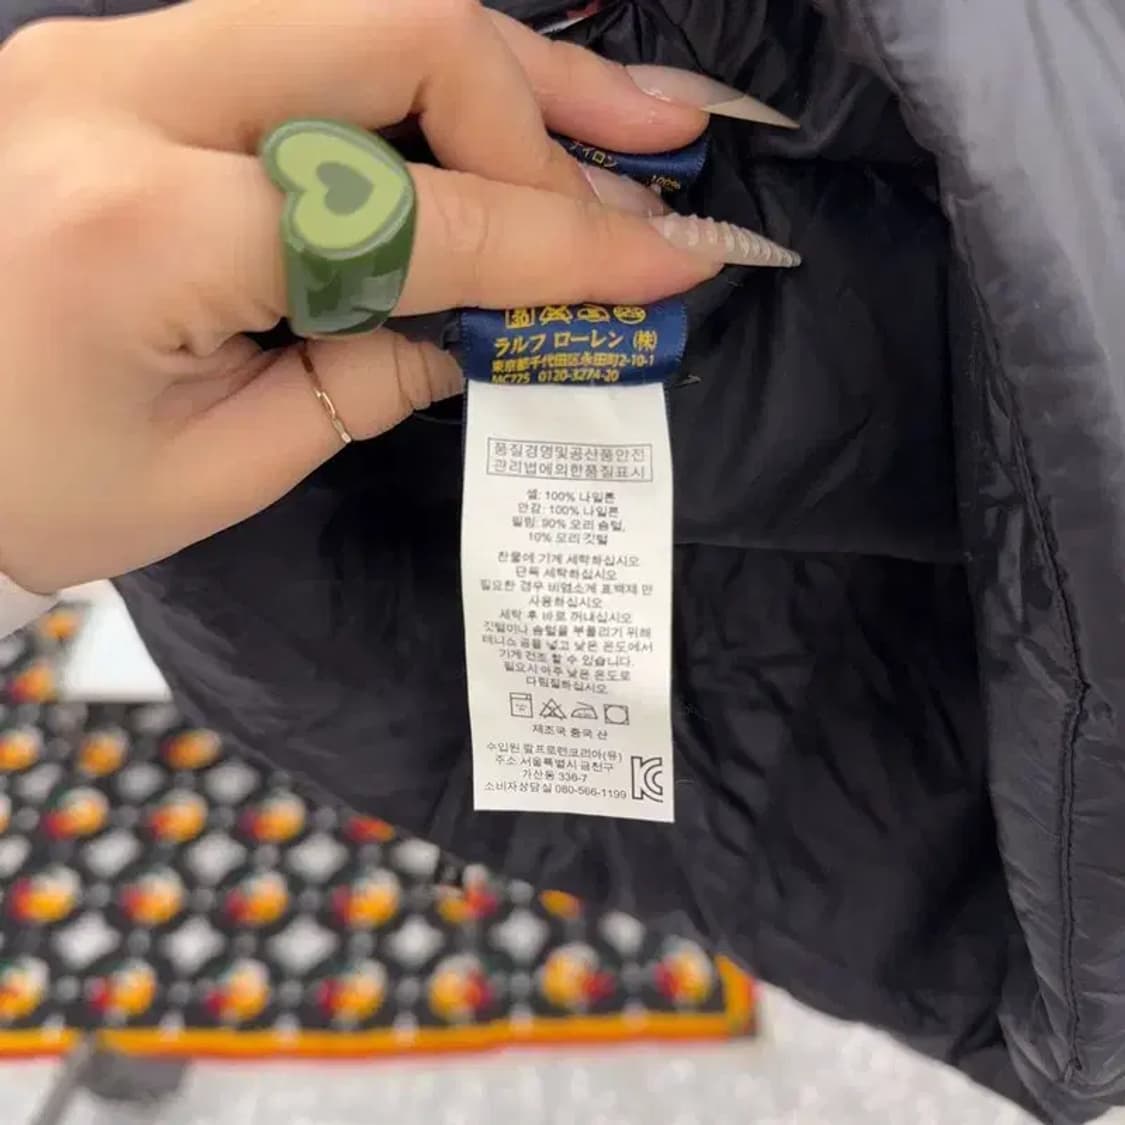 ナイロン
100%
ラルフ ローレン (株)
東京都千代田区永田町2-10-1
MC775 0120-3274-20
품질경영및공산품안전
관리법에의한품질표시
셸: 100% 나일론
안감: 100% 나일론
필링: 90% 오리 솜털,
10% 오리 깃털
찬물에 기계 세탁하십시오
단독 세탁하십시오
필요한 경우 비염소계 표백제 만
사용하십시오
세탁 후 바로 꺼내십시오
깃털이나 솜털을 부풀리기 위해
테니스 공을 넣고 낮은 온도에서
기계 건조 할 수 있습니다.
필요시 아주 낮은 온도로
다림질하십시오
제조국 중국 산
수입원 랄프로렌코리아(유)
주소 서울특별시 금천구
가산동 336-7
소비자상담실 080-566-1199